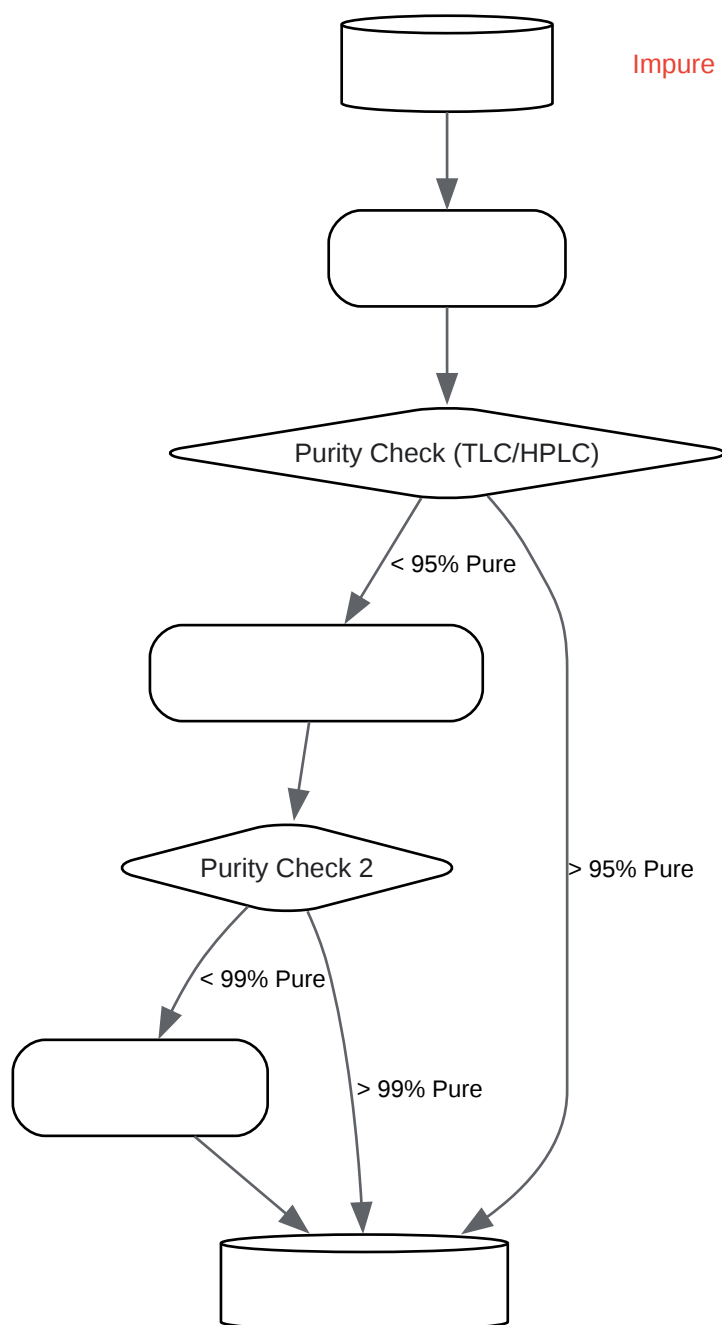 Impure
Purity Check (TLC/HPLC)
< 95% Pure
Purity Check 2
> 95% Pure
< 99% Pure
> 99% Pure